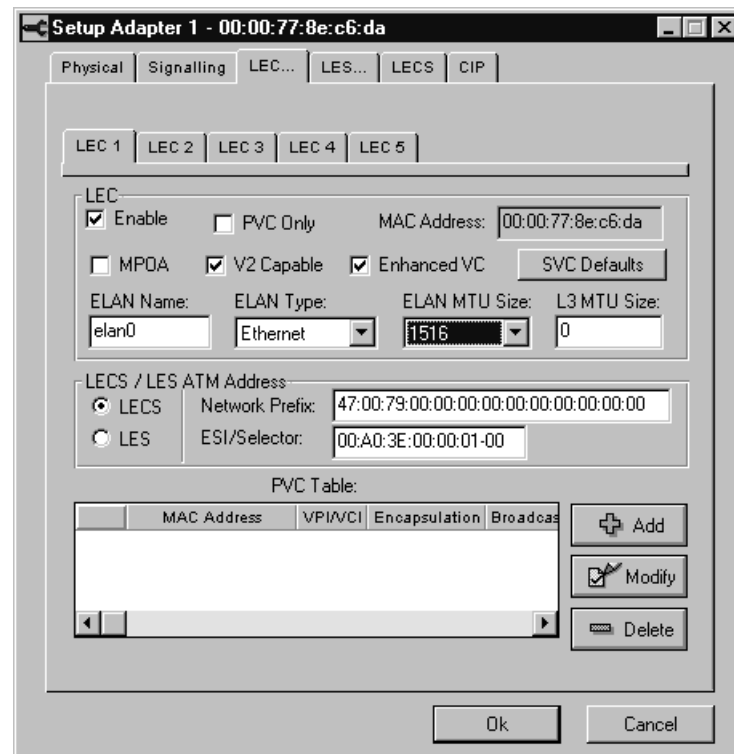 Setup Adapter 1 - 00:00:77:8e:c6:da
Physical Signalling LEC... LES... LECS CIP
LEC 1 LEC 2 LEC 3 LEC 4 LEC 5
LEC
Enable PVC Only MAC Address: 00:00:77:8e:c6:da
MPOA V2 Capable Enhanced VC SVC Defaults
ELAN Name: ELAN Type: ELAN MTU Size: L3 MTU Size:
elan0 Ethernet 1516 0
LECS / LES ATM Address
LECS Network Prefix: 47:00:79:00:00:00:00:00:00:00:00:00:00
LES ESI/Selector: 00:A0:3E:00:00:01-00
PVC Table:
MAC Address VPI/VCI Encapsulation Broadcas
Add
Modify
Delete
Ok Cancel